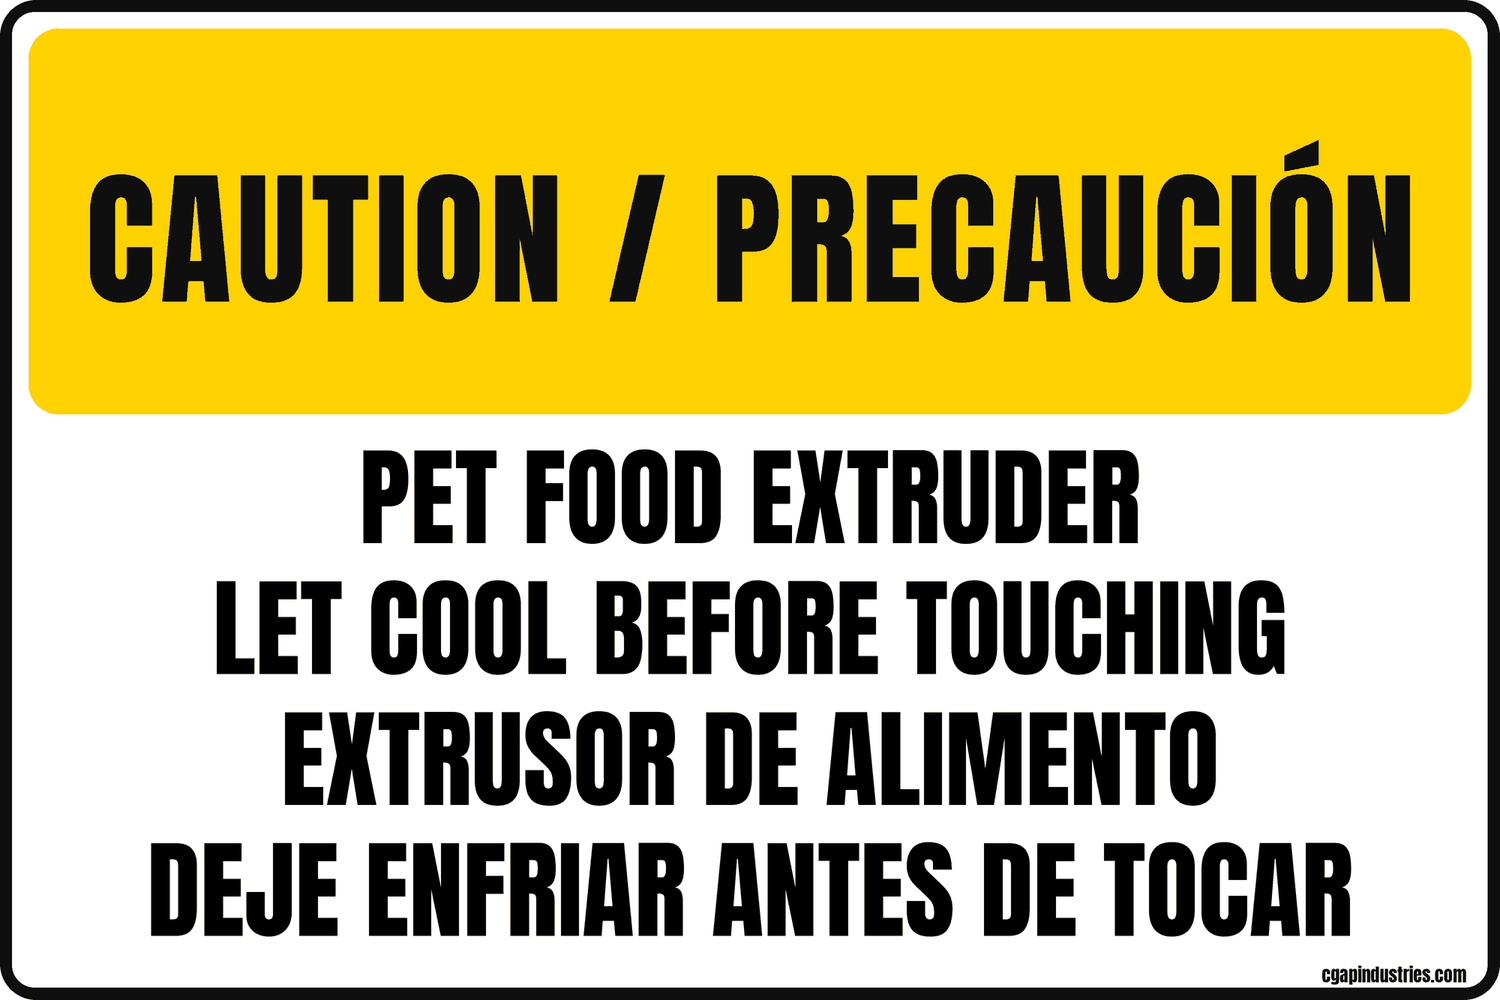 CAUTION / PRECAUCIÓN
PET FOOD EXTRUDER
LET COOL BEFORE TOUCHING
EXTRUSOR DE ALIMENTO
DEJE ENFRIAR ANTES DE TOCAR
cgapindustries.com